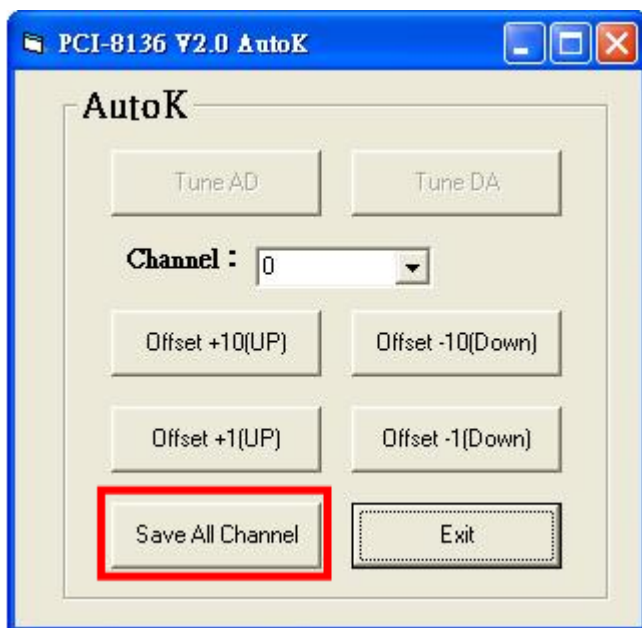 PCI-8136 V2.0 AutoK
AutoK
Tune AD
Tune DA
Channel : 0
Offset +10(UP)
Offset -10(Down)
Offset +1(UP)
Offset -1(Down)
Save All Channel
Exit